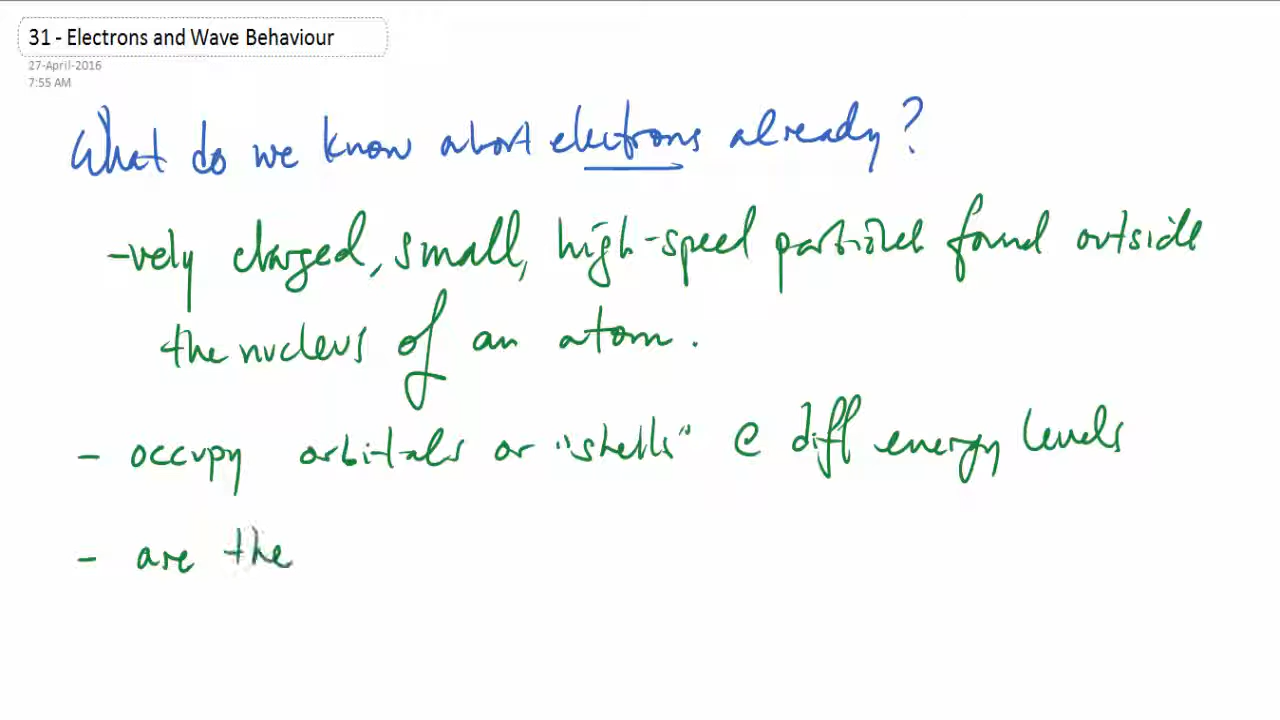 31 - Electrons and Wave Behaviour
27-April-2016
7:55 AM
What do we know about electrons already?
-vely charged, small, high-speed particles found outside
the nucleus of an atom.
- occupy orbitals or "shells" @ diff energy levels
- are the